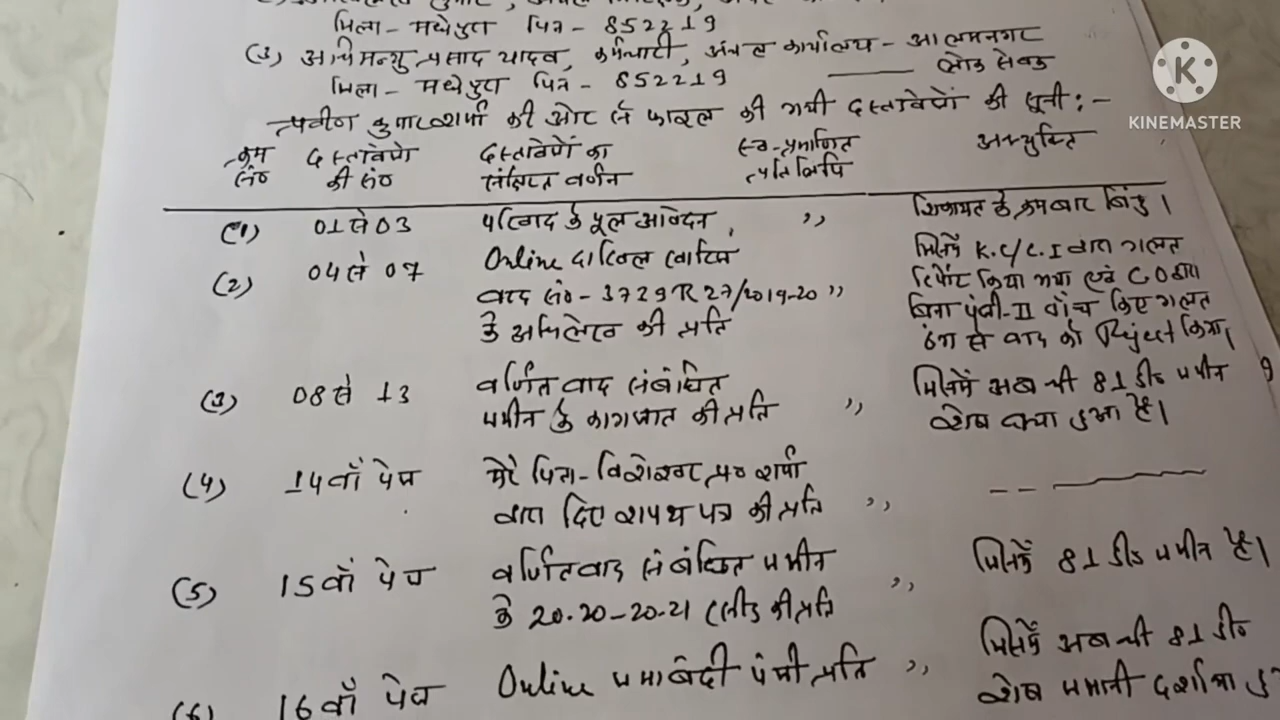 जिला - मधेपुरा पिन - 852219
(3) अभिमन्यु प्रसाद यादव, कर्मचारी, अंचल कार्यालय - आलमनगर
जिला - मधेपुरा पिन - 852219 लोक सेवक
प्रवीण कुमार शर्मा की ओर से फाइल की गयी दस्तावेजों की सूची :-
क्रम सं० दस्तावेजों की सं० दस्तावेजों का संक्षिप्त वर्णन स्व-प्रमाणित प्रतिलिपि अभ्युक्ति
(1) 01 से 03 परिवाद के मूल आवेदन, ,, शिकायत के क्रमवार बिंदु।
(2) 04 से 07 Online दाखिल खारिज जिसमें K.C/C.I द्वारा गलत
वाद सं० - 3729 R27/2019-20 ,, रिपोर्ट किया गया एवं CO द्वारा
के अभिलेख की प्रति बिना पंजी-II जाँच किए गलत
ढंग से वाद को Reject किया।
(3) 08 से 13 वर्णित वाद संबंधित जिसमें अब भी 81 डी० जमीन
जमीन के कागजात की प्रति ,, शेष बचा हुआ है।
(4) 14वाँ पेज मेरे पिता - विशेश्वर प्र० शर्मा
द्वारा दिए शपथ पत्र की प्रति ,,
(5) 15वाँ पेज वर्णित वाद संबंधित जमीन जिसमें 81 डी० जमीन है।
के 20.20-20.21 रसीद की प्रति ,,
(6) 16वाँ पेज Online जमाबंदी पंजी प्रति ,, जिसमें अब भी 81 डी०
शेष जमीन दर्शाया
KINEMASTER